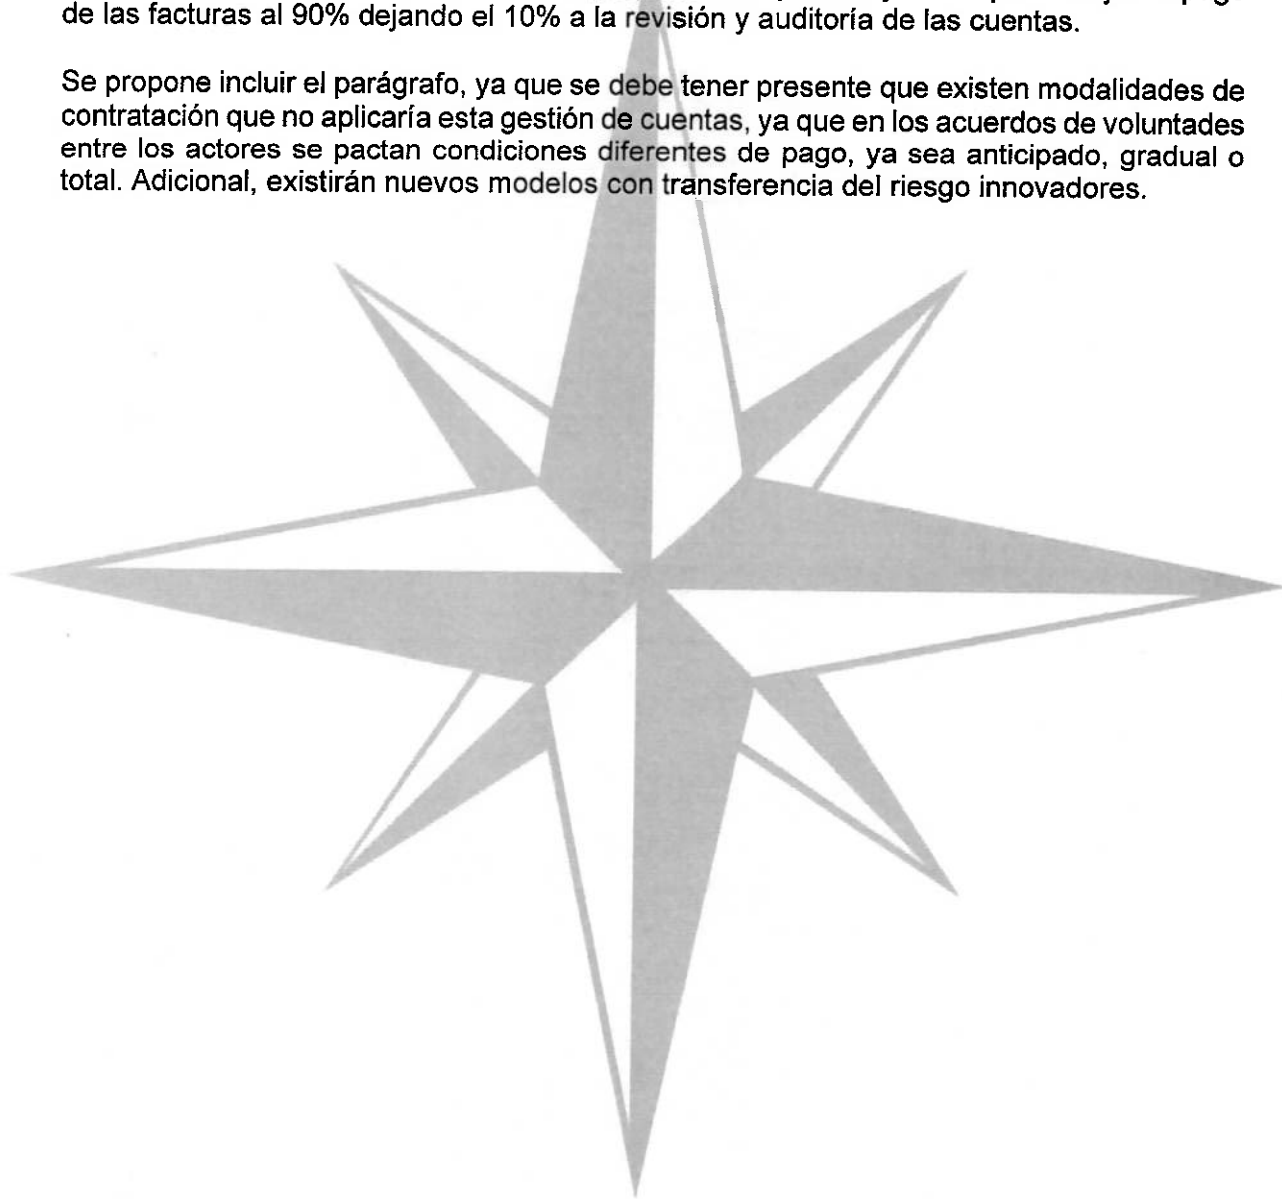 de las facturas al 90% dejando el 10% a la revisión y auditoría de las cuentas.
Se propone incluir el parágrafo, ya que se debe tener presente que existen modalidades de
contratación que no aplicaría esta gestión de cuentas, ya que en los acuerdos de voluntades
entre los actores se pactan condiciones diferentes de pago, ya sea anticipado, gradual o
total. Adicional, existirán nuevos modelos con transferencia del riesgo innovadores.